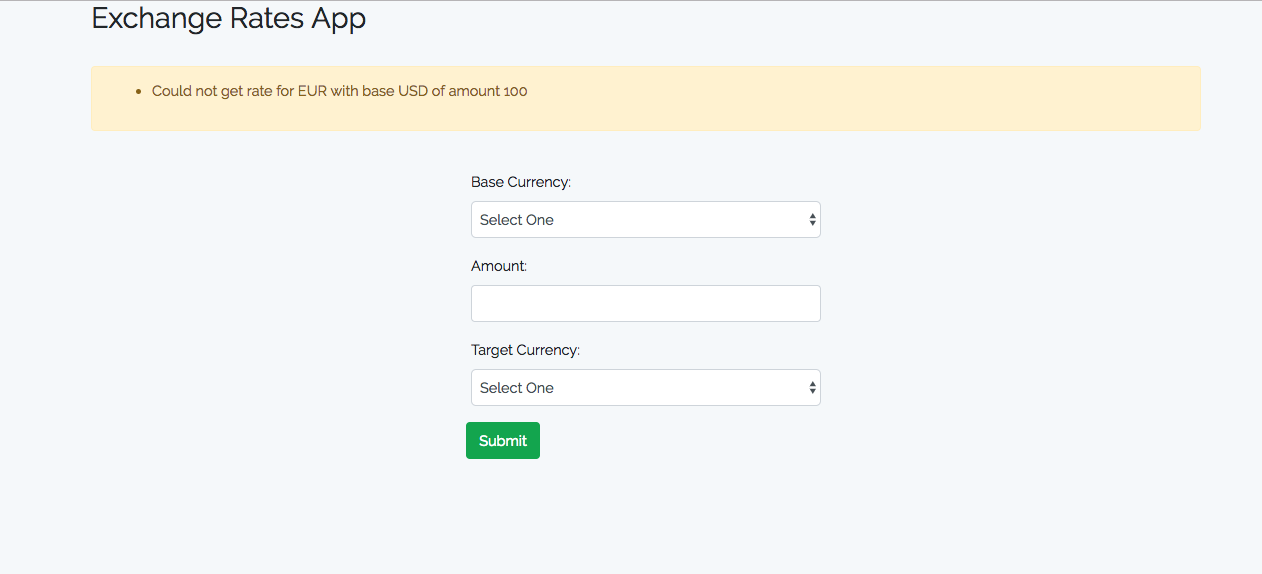 Exchange Rates App
Could not get rate for EUR with base USD of amount 100
Base Currency:
Select One
Amount:
Target Currency:
Select One
Submit